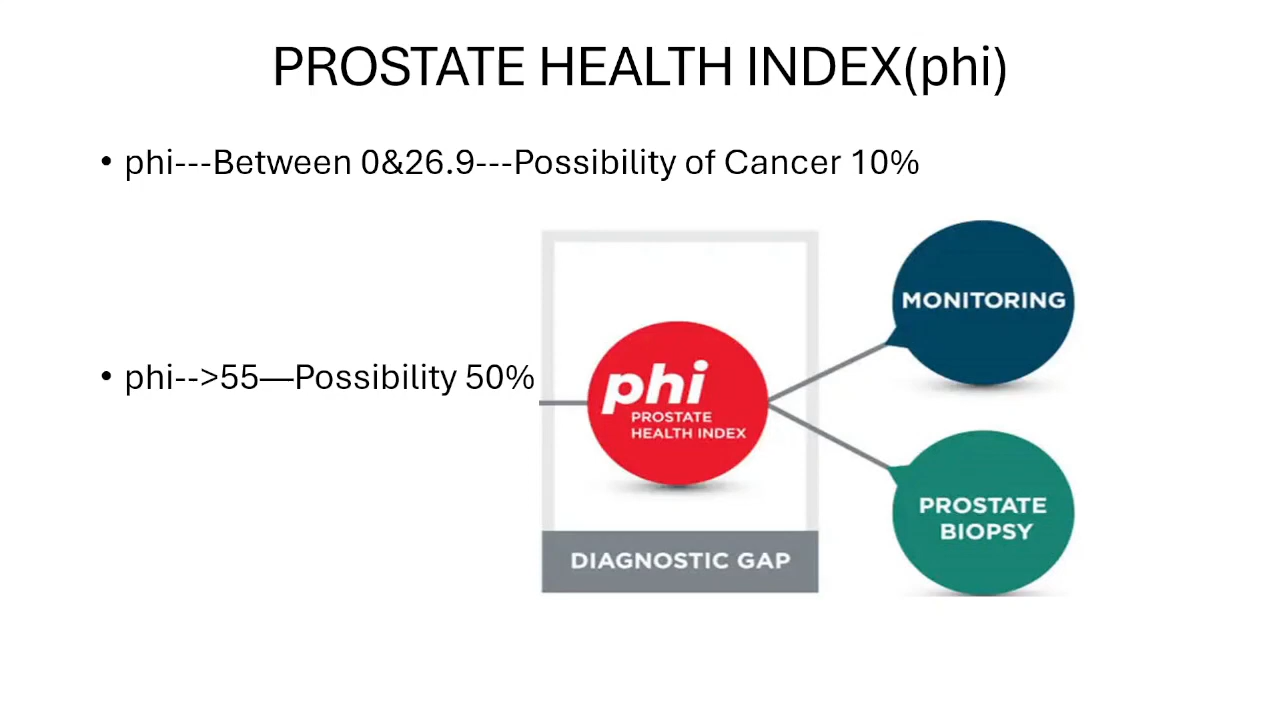 PROSTATE HEALTH INDEX(phi)
• phi---Between 0&26.9---Possibility of Cancer 10%
• phi-->55—Possibility 50%
phi
PROSTATE
HEALTH INDEX
DIAGNOSTIC GAP
MONITORING
PROSTATE
BIOPSY